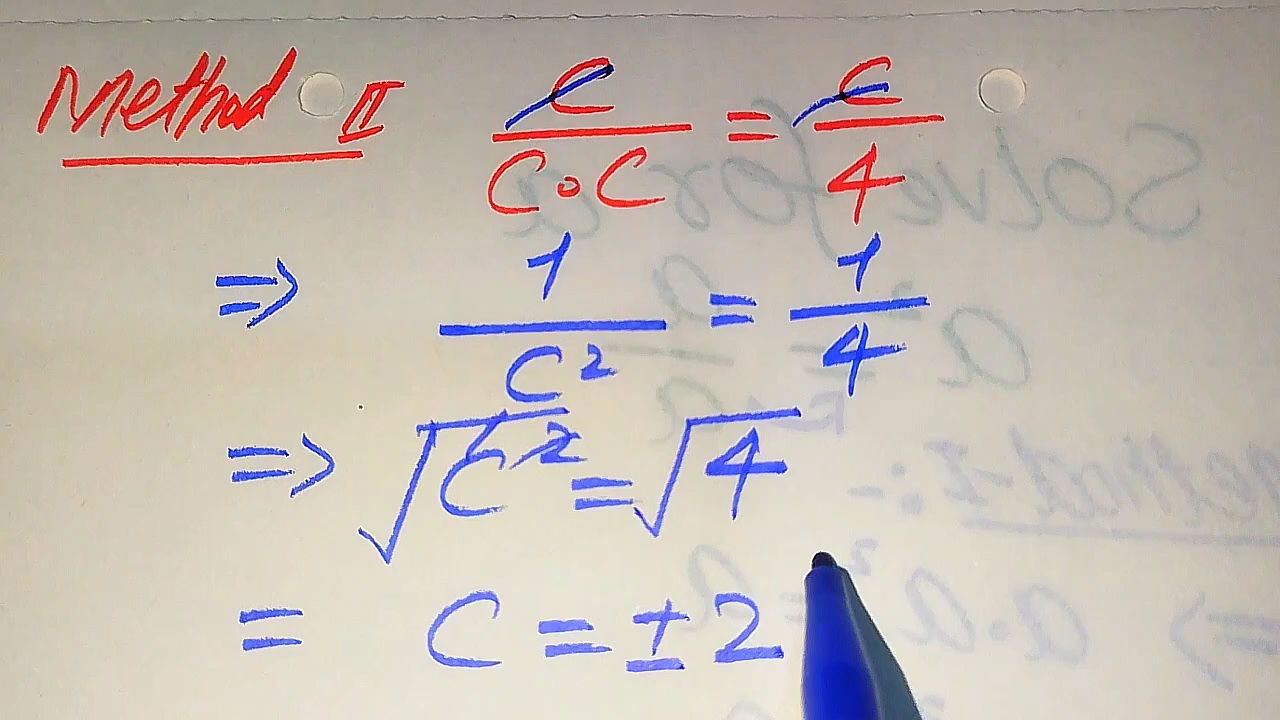 Method II C/C∘C = C/4
⇒ 1/C² = 1/4
⇒ √C² = √4
= C = ±2